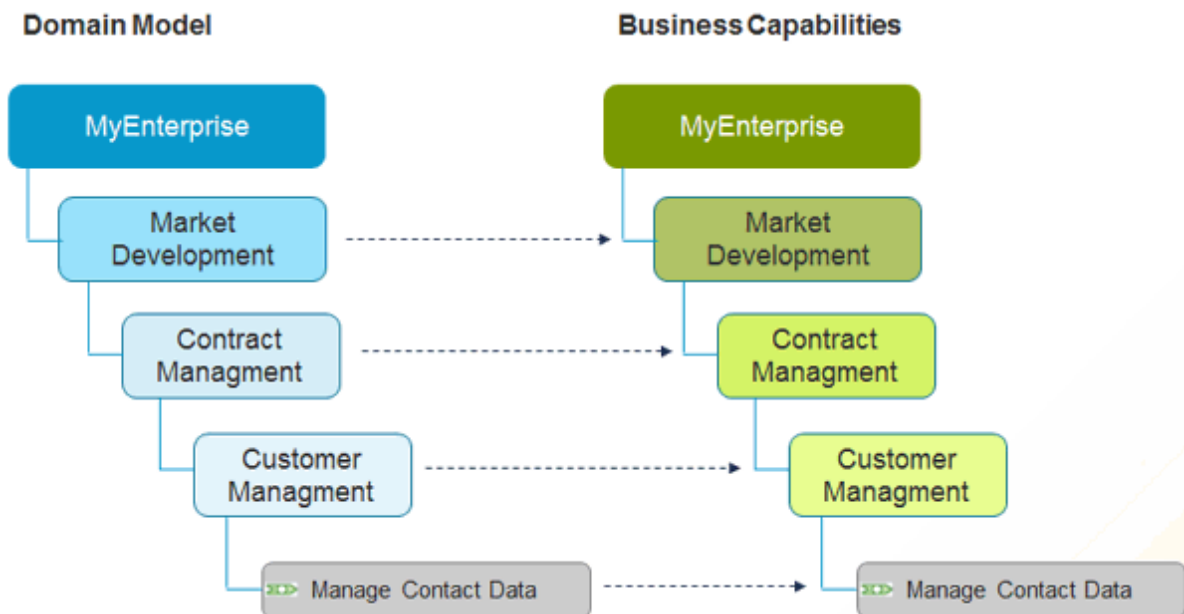 Domain Model
Business Capabilities
MyEnterprise
MyEnterprise
Market
Development
Market
Development
Contract
Managment
Contract
Managment
Customer
Managment
Customer
Managment
Manage Contact Data
Manage Contact Data